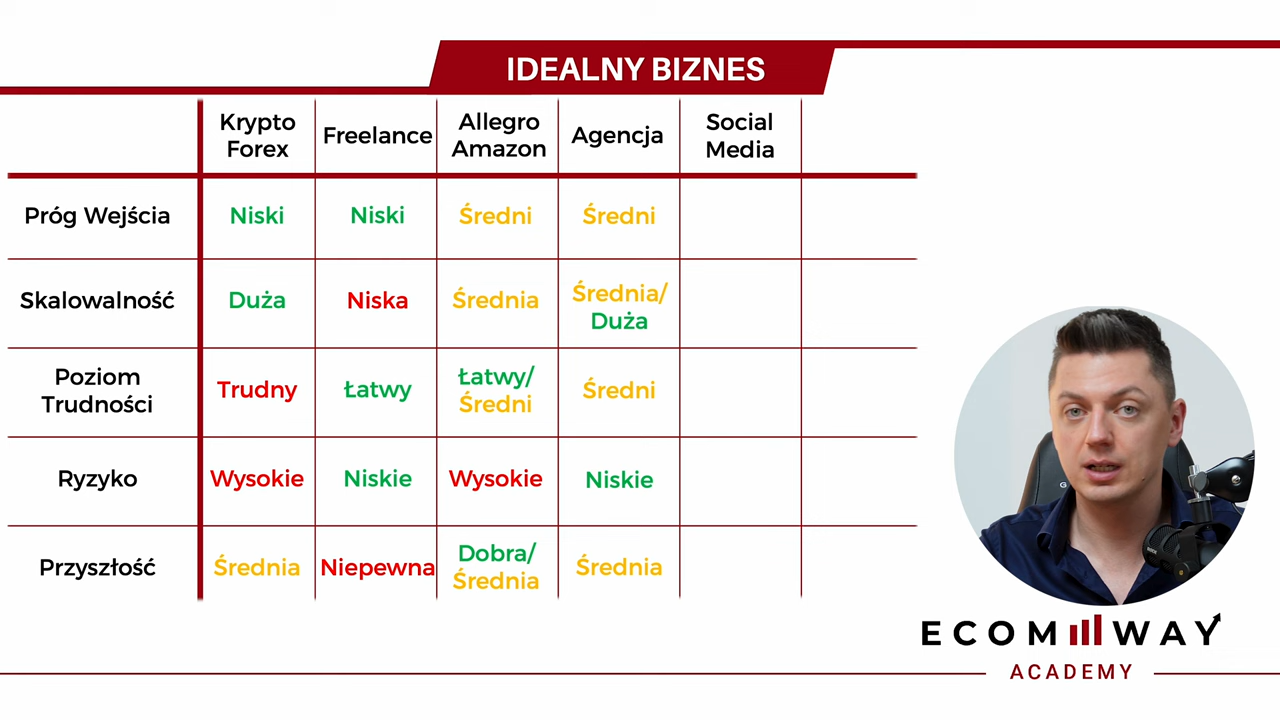 IDEALNY BIZNES
Krypto
Forex
Freelance
Allegro
Amazon
Agencja
Social
Media
Próg Wejścia
Niski
Niski
Średni
Średni
Skalowalność
Duża
Niska
Średnia
Średnia/
Duża
Poziom
Trudności
Trudny
Łatwy
Łatwy/
Średni
Średni
Ryzyko
Wysokie
Niskie
Wysokie
Niskie
Przyszłość
Średnia
Niepewna
Dobra/
Średnia
Średnia
ECOM WAY
ACADEMY